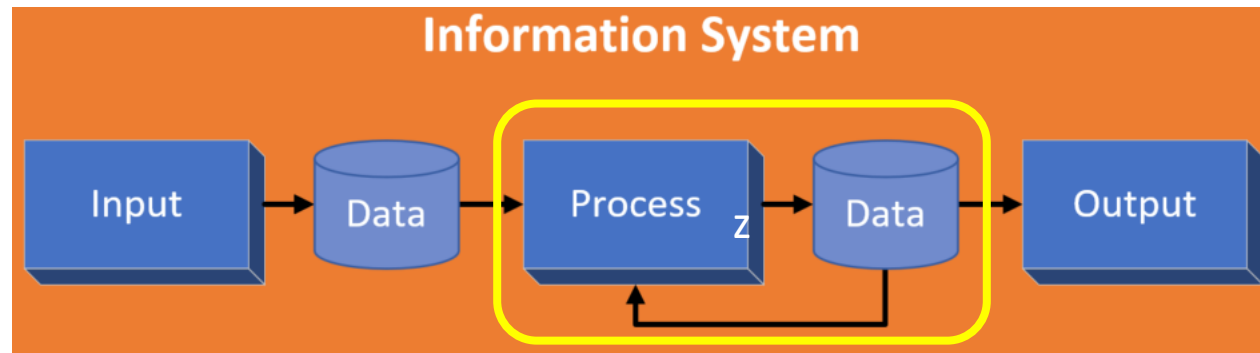 Information System
Input
Data
Process
z
Data
Output